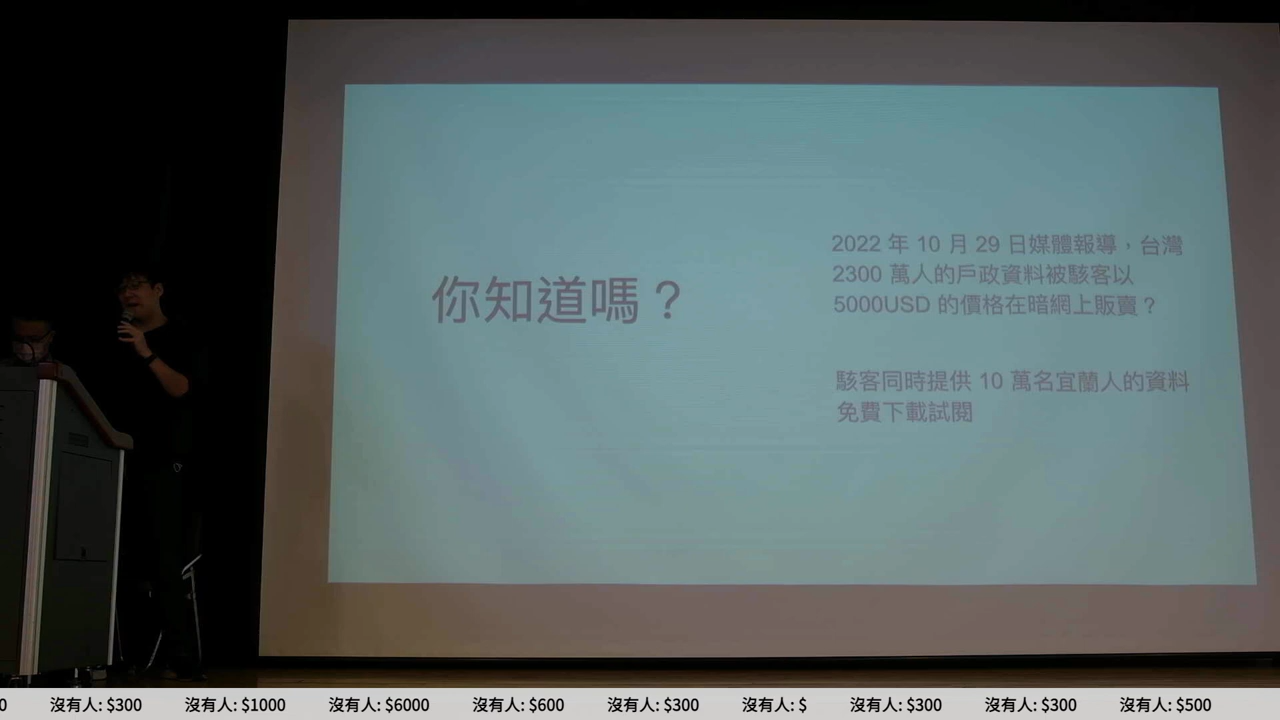 你知道嗎？
2022 年 10 月 29 日媒體報導，台灣
2300 萬人的戶政資料被駭客以
5000USD 的價格在暗網上販賣？
駭客同時提供 10 萬名宜蘭人的資料
免費下載試閱
0 沒有人: $300 沒有人: $1000 沒有人: $6000 沒有人: $600 沒有人: $300 沒有人: $ 沒有人: $300 沒有人: $300 沒有人: $500